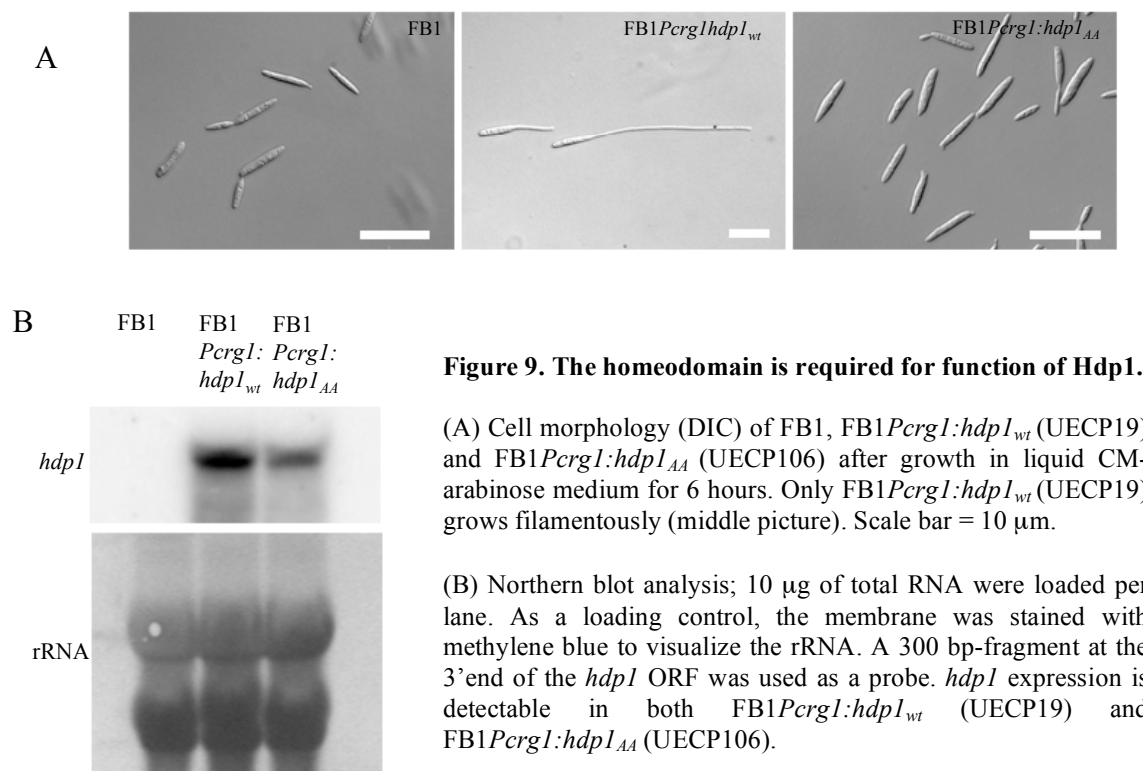 A
FB1
FB1Pcrg1hdp1wt
FB1Pcrg1:hdp1AA
B
FB1
FB1
Pcrg1:
hdp1wt
FB1
Pcrg1:
hdp1AA
hdp1
rRNA
Figure 9. The homeodomain is required for function of Hdp1.
(A) Cell morphology (DIC) of FB1, FB1Pcrg1:hdp1wt (UECP19)
and FB1Pcrg1:hdp1AA (UECP106) after growth in liquid CM-
arabinose medium for 6 hours. Only FB1Pcrg1:hdp1wt (UECP19)
grows filamentously (middle picture). Scale bar = 10 μm.
(B) Northern blot analysis; 10 μg of total RNA were loaded per
lane. As a loading control, the membrane was stained with
methylene blue to visualize the rRNA. A 300 bp-fragment at the
3’end of the hdp1 ORF was used as a probe. hdp1 expression is
detectable in both FB1Pcrg1:hdp1wt (UECP19) and
FB1Pcrg1:hdp1AA (UECP106).